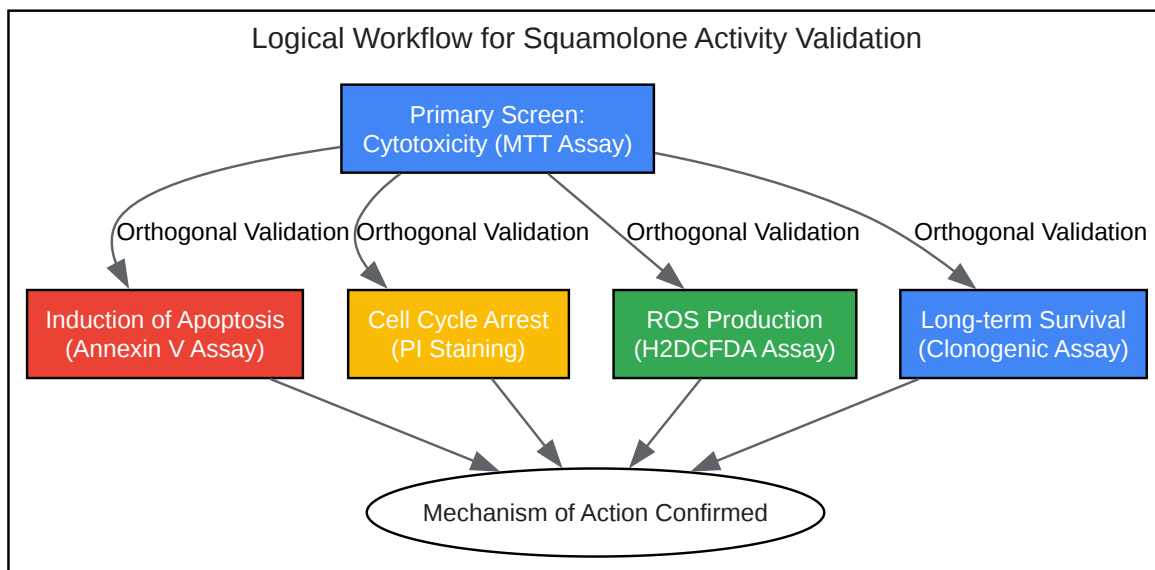 Logical Workflow for Squamolone Activity Validation
Primary Screen:
Cytotoxicity (MTT Assay)
Orthogonal Validation
Orthogonal Validation
Orthogonal Validation
Orthogonal Validation
Induction of Apoptosis
(Annexin V Assay)
Cell Cycle Arrest
(PI Staining)
ROS Production
(H2DCFDA Assay)
Long-term Survival
(Clonogenic Assay)
Mechanism of Action Confirmed